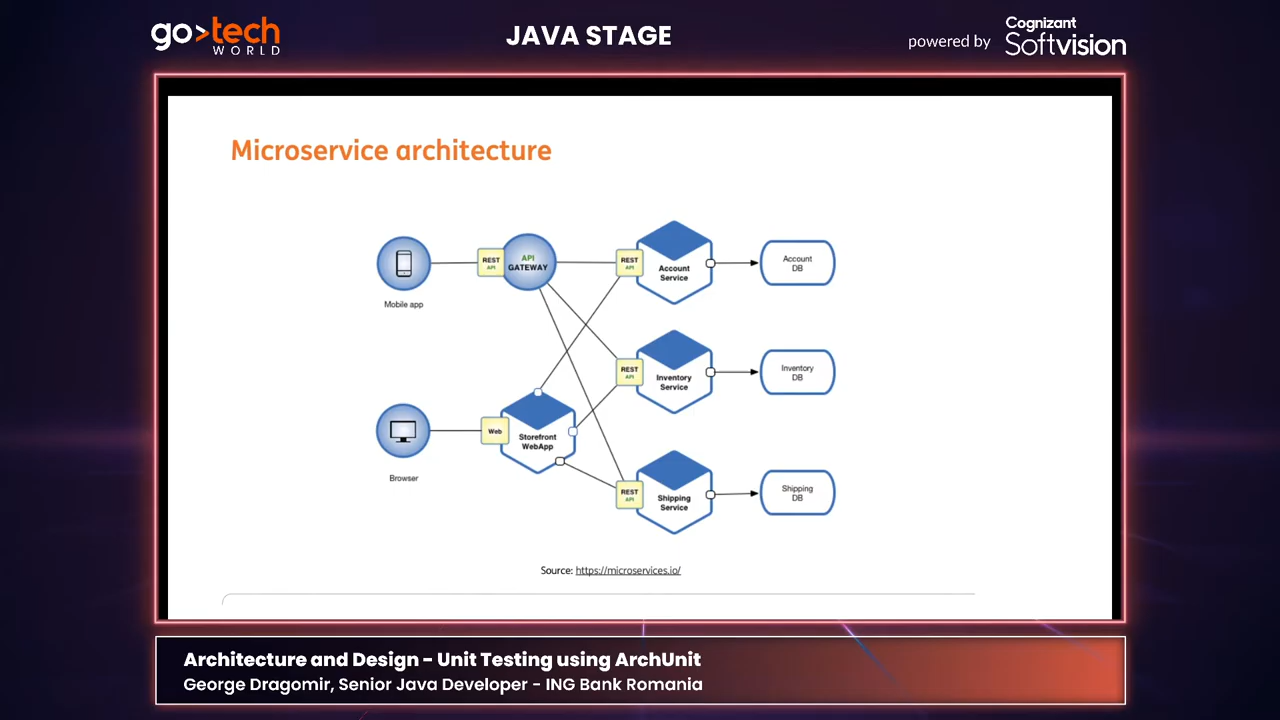 go>tech
WORLD
JAVA STAGE
powered by
Cognizant
Softvision
Microservice architecture
Mobile app
REST
API
API
GATEWAY
REST
API
Account
Service
Account
DB
REST
API
Inventory
Service
Inventory
DB
Browser
Web
Storefront
WebApp
REST
API
Shipping
Service
Shipping
DB
Source: https://microservices.io/
Architecture and Design - Unit Testing using ArchUnit
George Dragomir, Senior Java Developer - ING Bank Romania